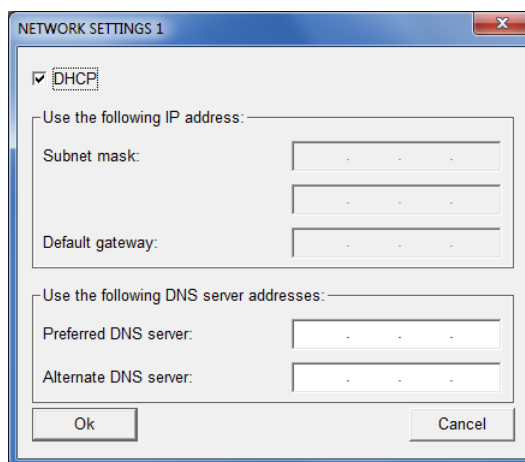 NETWORK SETTINGS 1
DHCP
Use the following IP address:
Subnet mask:
Default gateway:
Use the following DNS server addresses:
Preferred DNS server:
Alternate DNS server:
Ok
Cancel